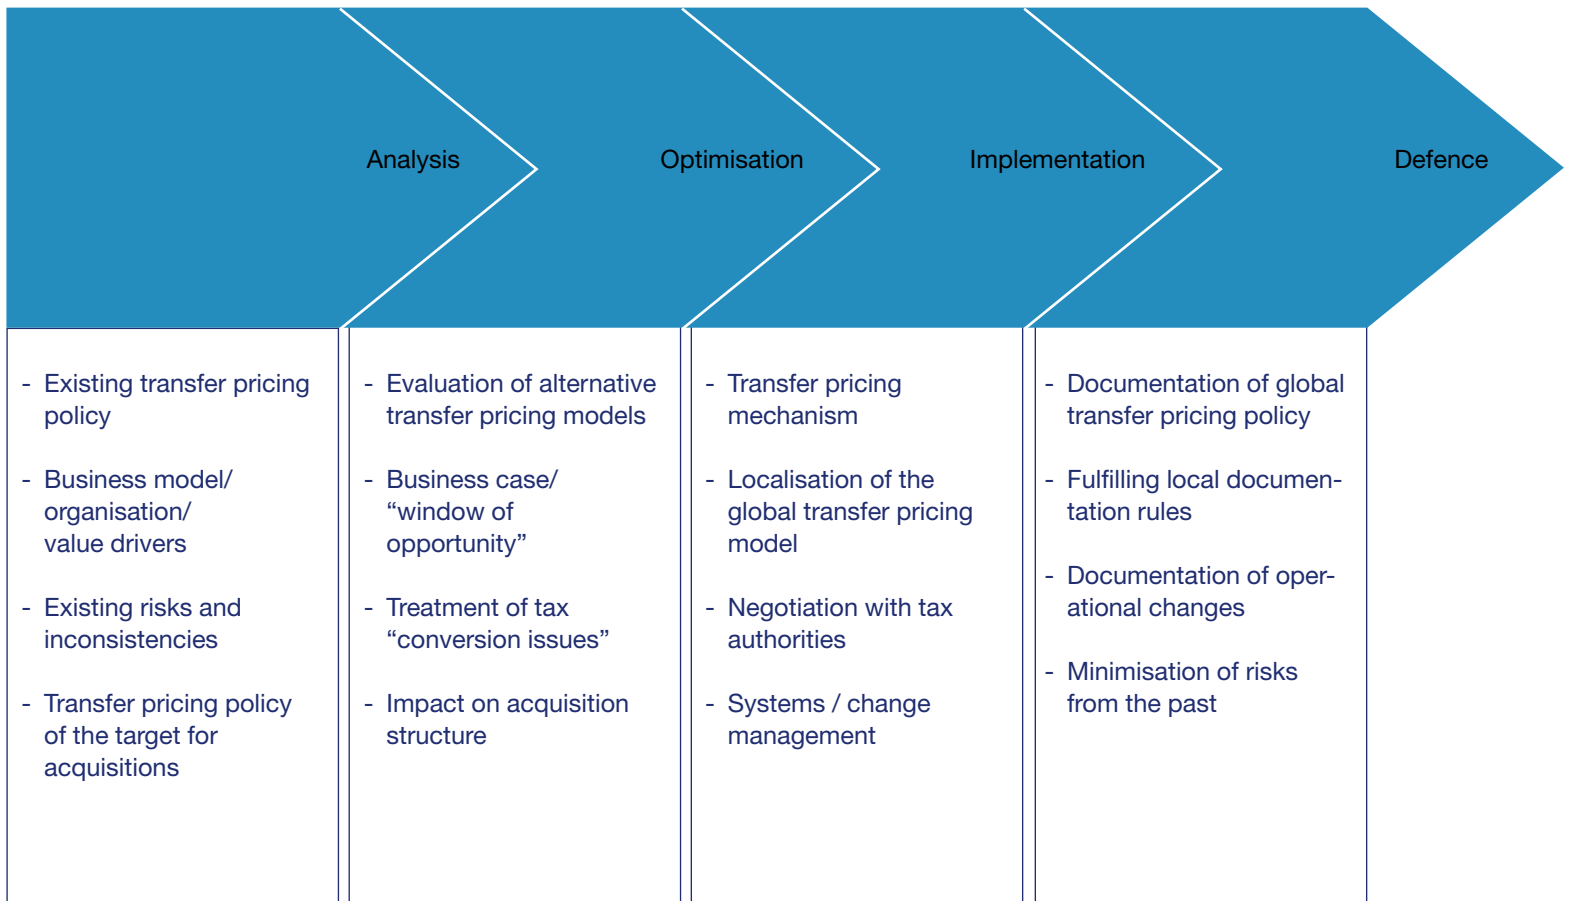 Analysis
Optimisation
Implementation
Defence
- Existing transfer pricing
policy
- Business model/
organisation/
value drivers
- Existing risks and
inconsistencies
- Transfer pricing policy
of the target for
acquisitions
- Evaluation of alternative
transfer pricing models
- Business case/
“window of
opportunity”
- Treatment of tax
“conversion issues”
- Impact on acquisition
structure
- Transfer pricing
mechanism
- Localisation of the
global transfer pricing
model
- Negotiation with tax
authorities
- Systems / change
management
- Documentation of global
transfer pricing policy
- Fulfilling local documen-
tation rules
- Documentation of oper-
ational changes
- Minimisation of risks
from the past